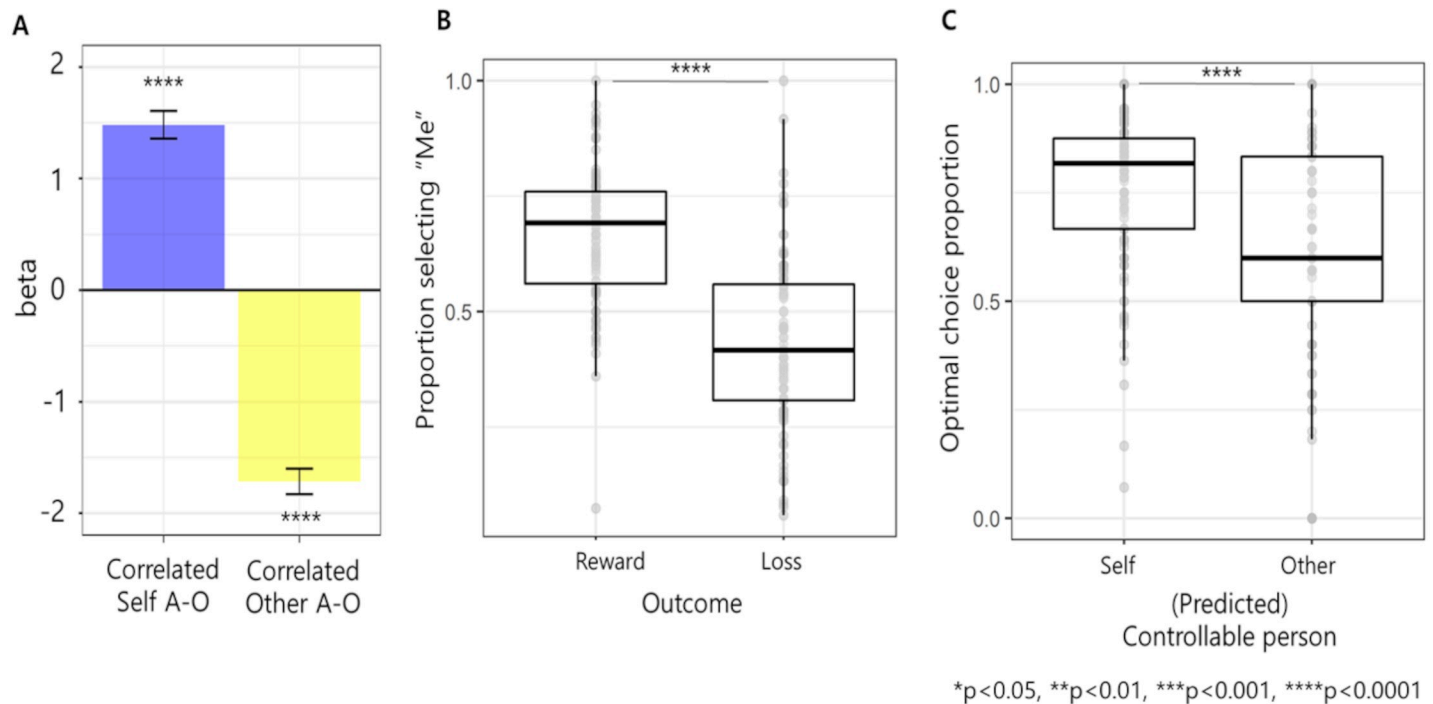 A
2
1
0
-1
-2
beta
****
****
Correlated
Self A-O
Correlated
Other A-O
B
1.0
0.5
Proportion selecting "Me"
****
Reward
Loss
Outcome
C
1.0
0.5
0.0
Optimal choice proportion
****
Self
Other
(Predicted)
Controllable person
*p<0.05, **p<0.01, ***p<0.001, ****p<0.0001